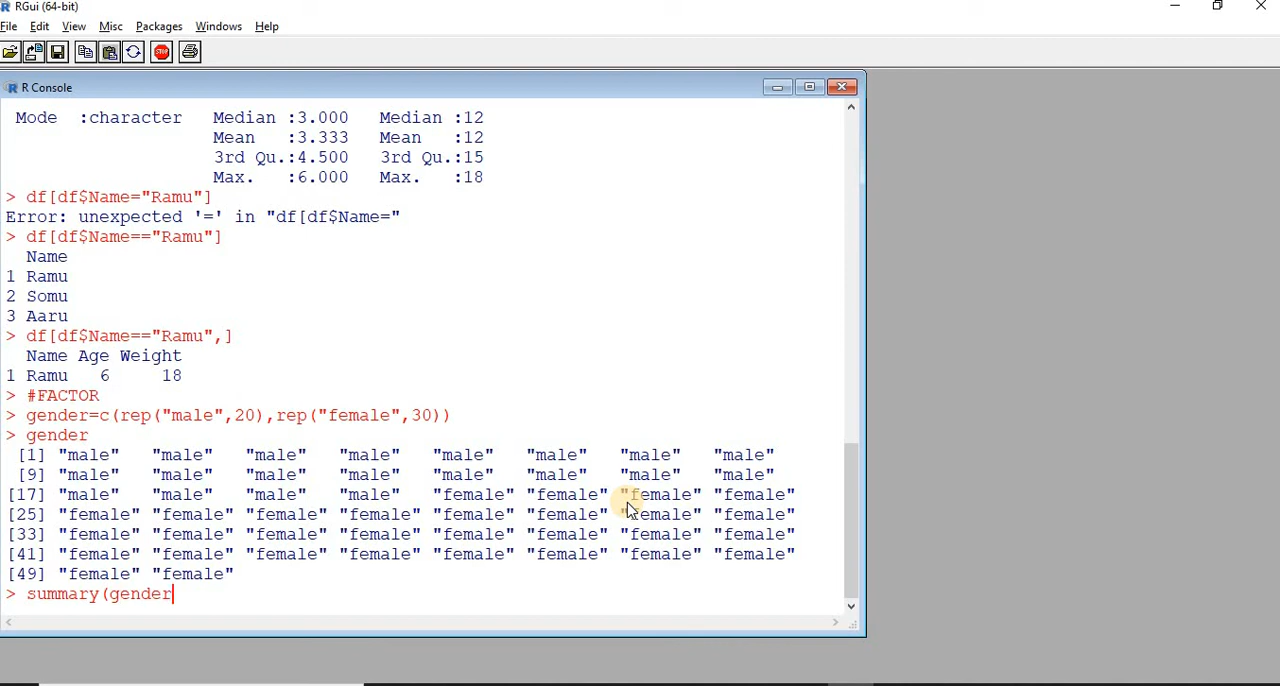 RGui (64-bit)
File Edit View Misc Packages Windows Help
STOP
R Console
Mode :character Median :3.000 Median :12
Mean :3.333 Mean :12
3rd Qu.:4.500 3rd Qu.:15
Max. :6.000 Max. :18
> df[df$Name="Ramu"]
Error: unexpected '=' in "df[df$Name="
> df[df$Name=="Ramu"]
Name
1 Ramu
2 Somu
3 Aaru
> df[df$Name=="Ramu",]
Name Age Weight
1 Ramu 6 18
> #FACTOR
> gender=c(rep("male",20),rep("female",30))
> gender
[1] "male" "male" "male" "male" "male" "male" "male" "male"
[9] "male" "male" "male" "male" "male" "male" "male" "male"
[17] "male" "male" "male" "male" "female" "female" "female" "female"
[25] "female" "female" "female" "female" "female" "female" "female" "female"
[33] "female" "female" "female" "female" "female" "female" "female" "female"
[41] "female" "female" "female" "female" "female" "female" "female" "female"
[49] "female" "female"
> summary(gender